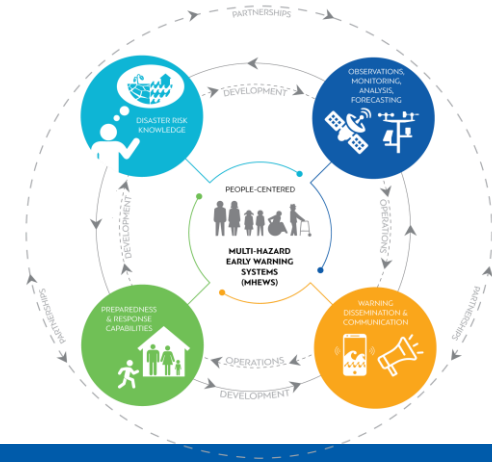 PARTNERSHIPS
DEVELOPMENT
DISASTER RISK
KNOWLEDGE
OBSERVATIONS,
MONITORING,
ANALYSIS,
FORECASTING
PEOPLE-CENTERED
MULTI-HAZARD
EARLY WARNING
SYSTEMS
(MHEWS)
DEVELOPMENT
OPERATIONS
PREPAREDNESS
& RESPONSE
CAPABILITIES
WARNING
DISSEMINATION &
COMMUNICATION
PARTNERSHIPS
PARTNERSHIPS
OPERATIONS
DEVELOPMENT